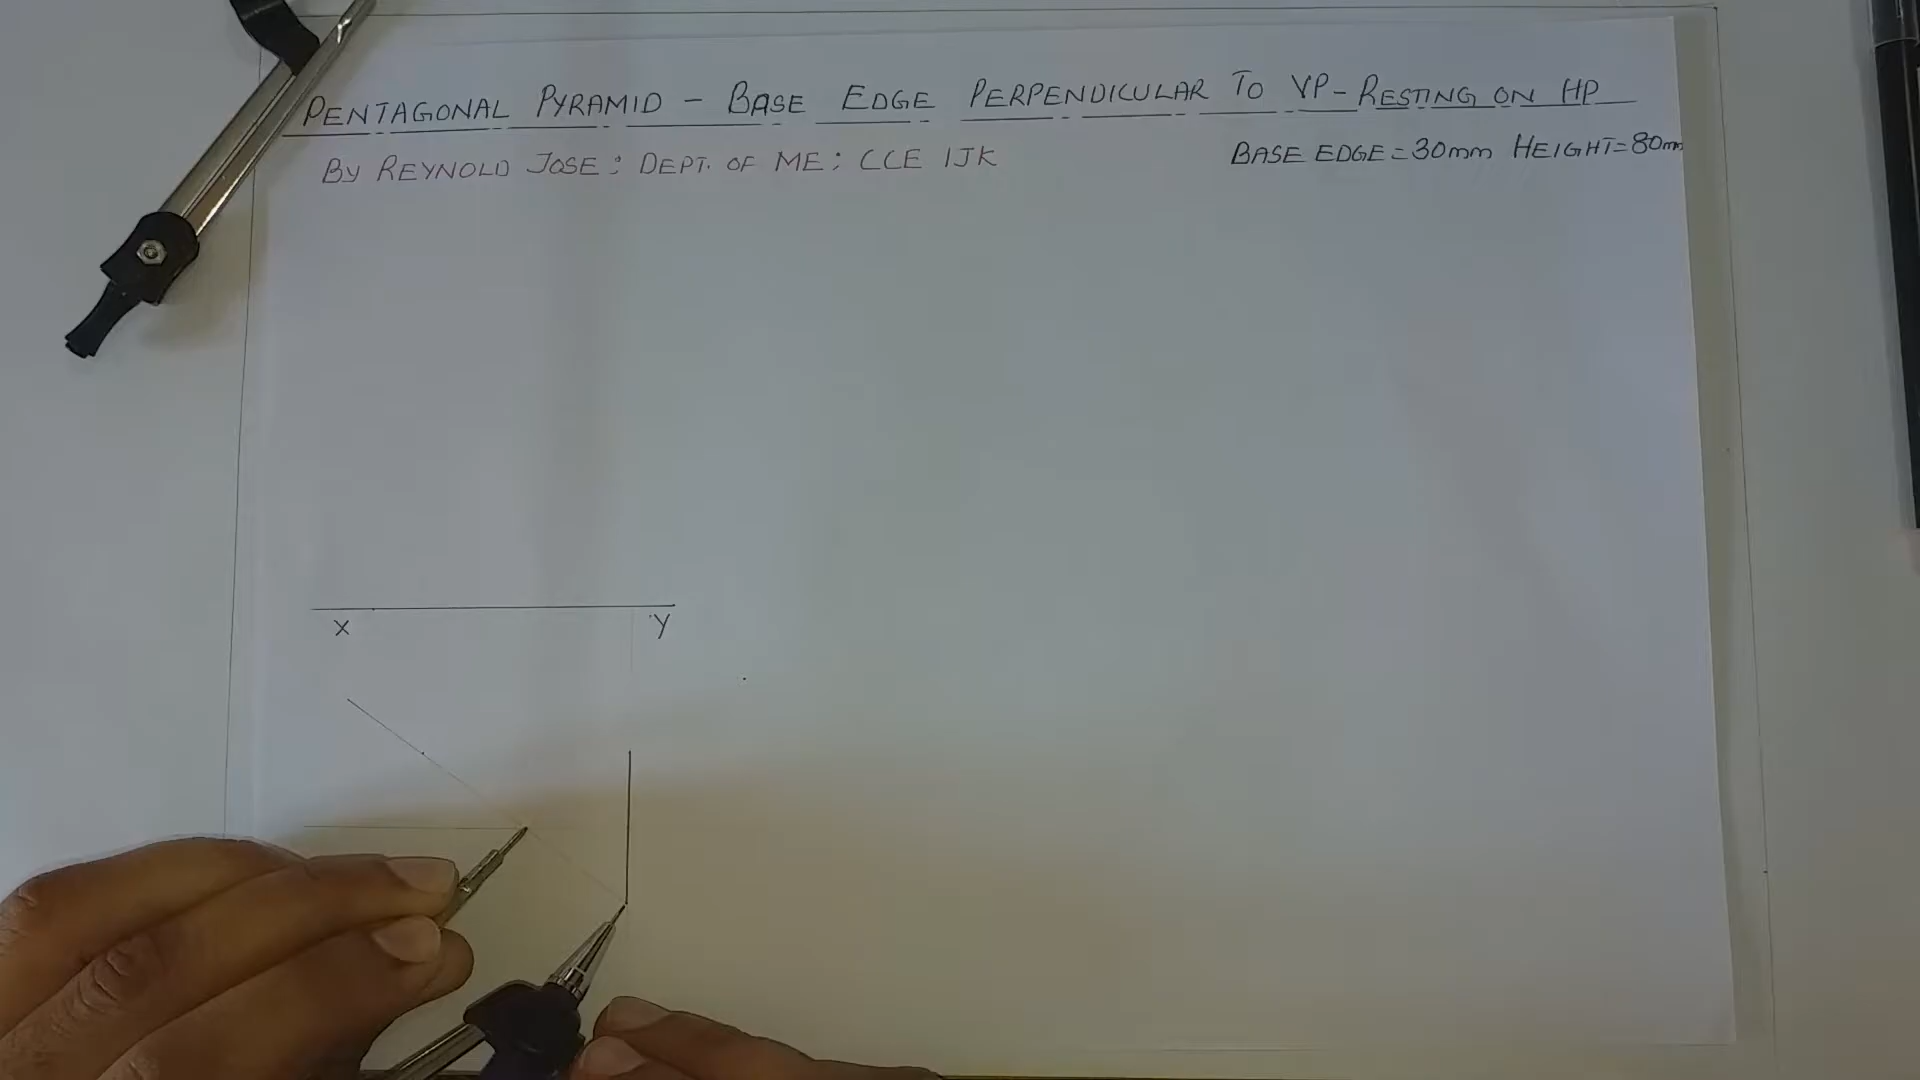 PENTAGONAL PYRAMID - BASE EDGE PERPENDICULAR TO VP-RESTING ON HP
BY REYNOLD JOSE: DEPT. OF ME; CCE IJK
BASE EDGE=30mm HEIGHT=80m
X Y